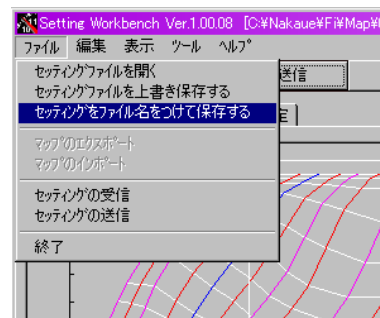 Setting Workbench Ver.1.00.08 [C:¥Nakaue¥Fi¥Map¥
ファイル 編集 表示 ツール ヘルプ
セッティングファイルを開く
送信
セッティングファイルを上書き保存する
セッティングをファイル名をつけて保存する
定
マップのエクスポート
マップのインポート
セッティングの受信
セッティングの送信
終了